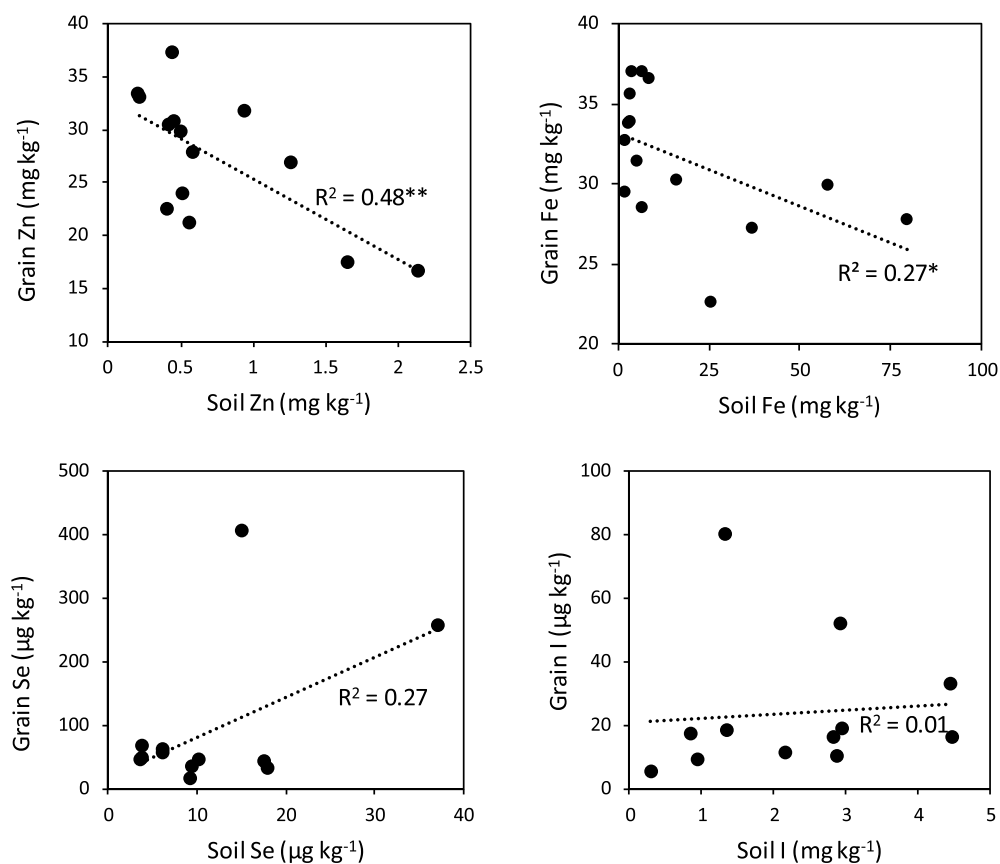 40
35
30
25
20
15
10
Grain Zn (mg kg-1)
R2 = 0.48**
0 0.5 1 1.5 2 2.5
Soil Zn (mg kg-1)
40
35
30
25
20
Grain Fe (mg kg-1)
R² = 0.27*
0 25 50 75 100
Soil Fe (mg kg-1)
500
400
300
200
100
0
Grain Se (µg kg-1)
R2 = 0.27
0 10 20 30 40
Soil Se (µg kg-1)
100
80
60
40
20
0
Grain I (µg kg-1)
R2 = 0.01
0 1 2 3 4 5
Soil I (mg kg-1)